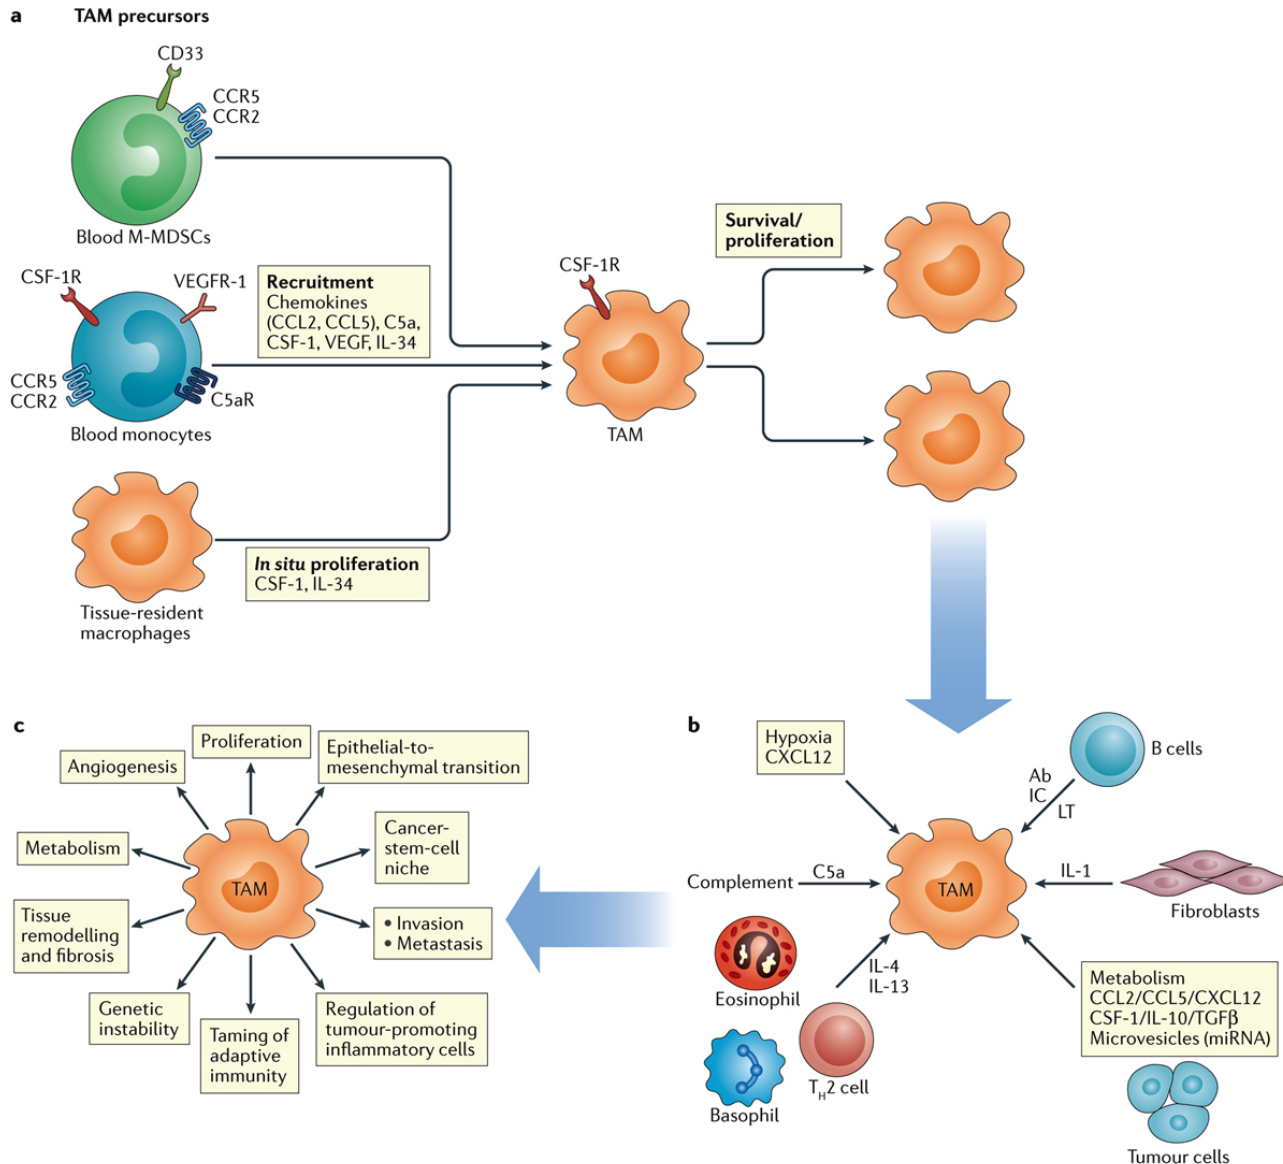 a TAM precursors
CD33
CCR5
CCR2
Blood M-MDSCs
CSF-1R
VEGFR-1
CCR5
CCR2
C5aR
Blood monocytes
Recruitment
Chemokines
(CCL2, CCL5), C5a,
CSF-1, VEGF, IL-34
Tissue-resident
macrophages
In situ proliferation
CSF-1, IL-34
CSF-1R
TAM
Survival/
proliferation
b
Hypoxia
CXCL12
B cells
Ab
IC
LT
Complement
C5a
TAM
IL-1
Fibroblasts
Eosinophil
IL-4
IL-13
Basophil
TH2 cell
Metabolism
CCL2/CCL5/CXCL12
CSF-1/IL-10/TGFβ
Microvesicles (miRNA)
Tumour cells
c
Proliferation
Epithelial-to-
mesenchymal transition
Angiogenesis
Cancer-
stem-cell
niche
Metabolism
TAM
• Invasion
• Metastasis
Tissue
remodelling
and fibrosis
Genetic
instability
Taming of
adaptive
immunity
Regulation of
tumour-promoting
inflammatory cells